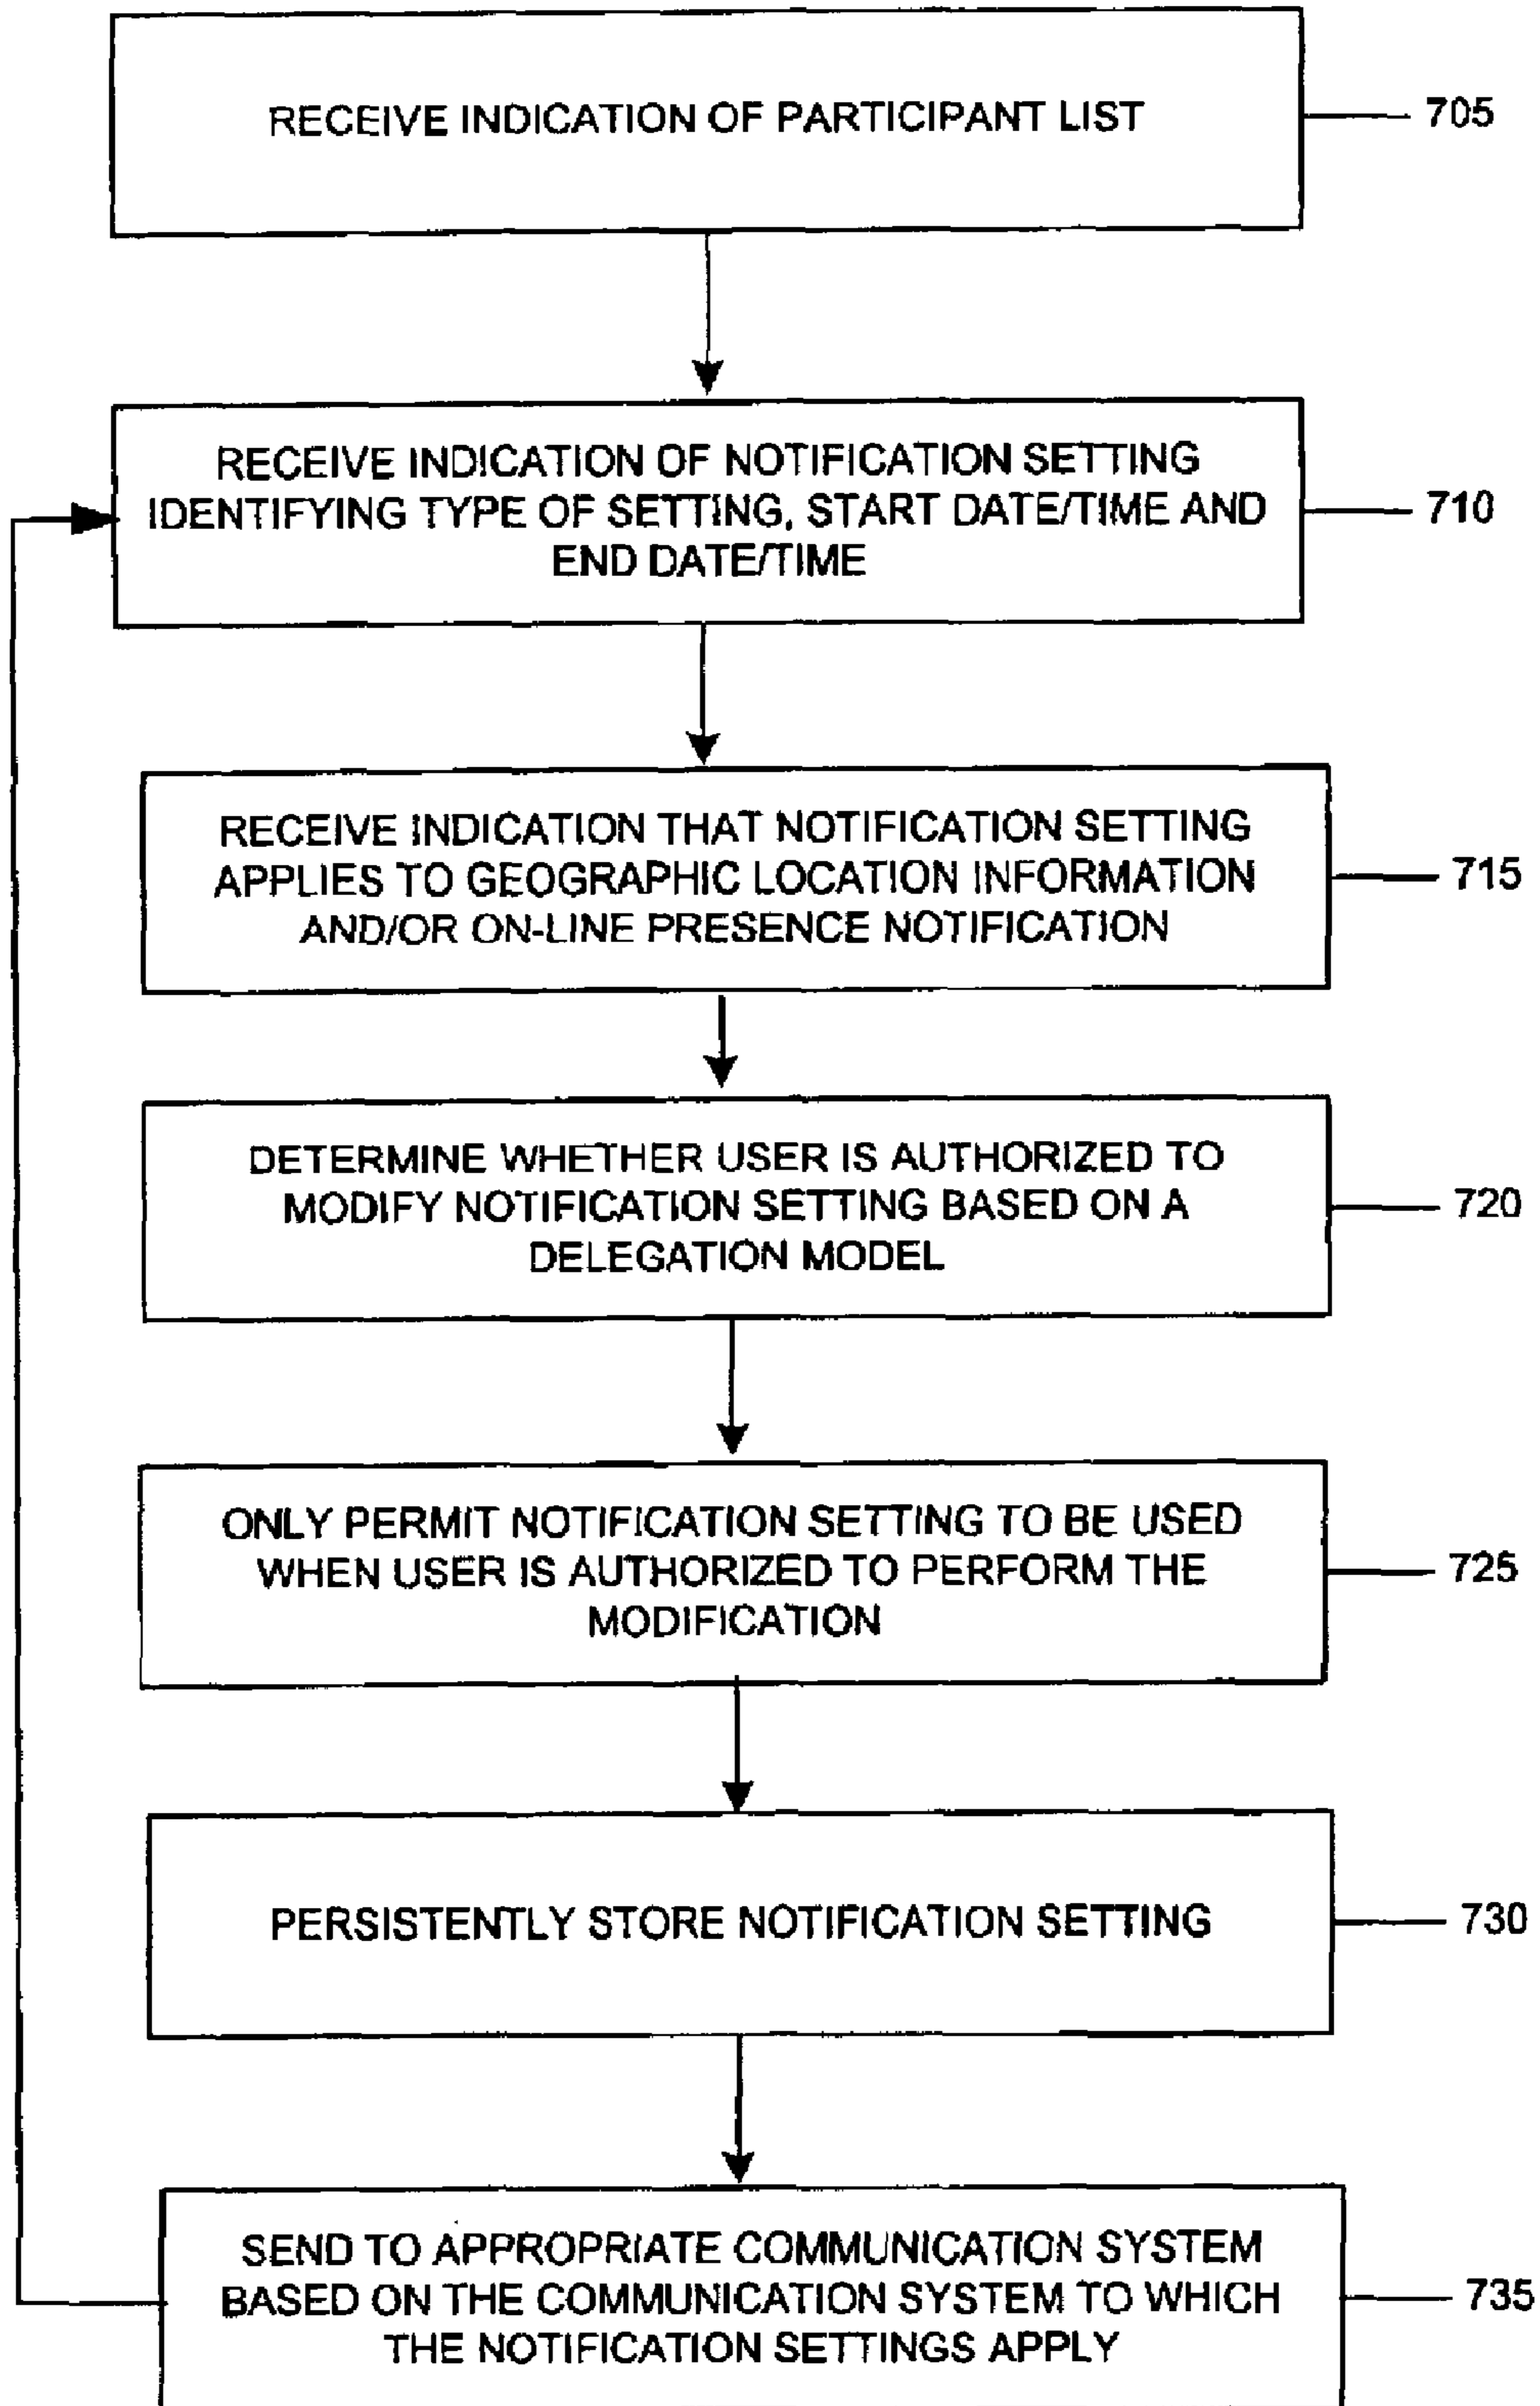 RECEIVE INDICATION OF PARTICIPANT LIST
705
RECEIVE INDICATION OF NOTIFICATION SETTING
IDENTIFYING TYPE OF SETTING, START DATE/TIME AND
END DATE/TIME
710
RECEIVE INDICATION THAT NOTIFICATION SETTING
APPLIES TO GEOGRAPHIC LOCATION INFORMATION
AND/OR ON-LINE PRESENCE NOTIFICATION
715
DETERMINE WHETHER USER IS AUTHORIZED TO
MODIFY NOTIFICATION SETTING BASED ON A
DELEGATION MODEL
720
ONLY PERMIT NOTIFICATION SETTING TO BE USED
WHEN USER IS AUTHORIZED TO PERFORM THE
MODIFICATION
725
PERSISTENTLY STORE NOTIFICATION SETTING
730
SEND TO APPROPRIATE COMMUNICATION SYSTEM
BASED ON THE COMMUNICATION SYSTEM TO WHICH
THE NOTIFICATION SETTINGS APPLY
735